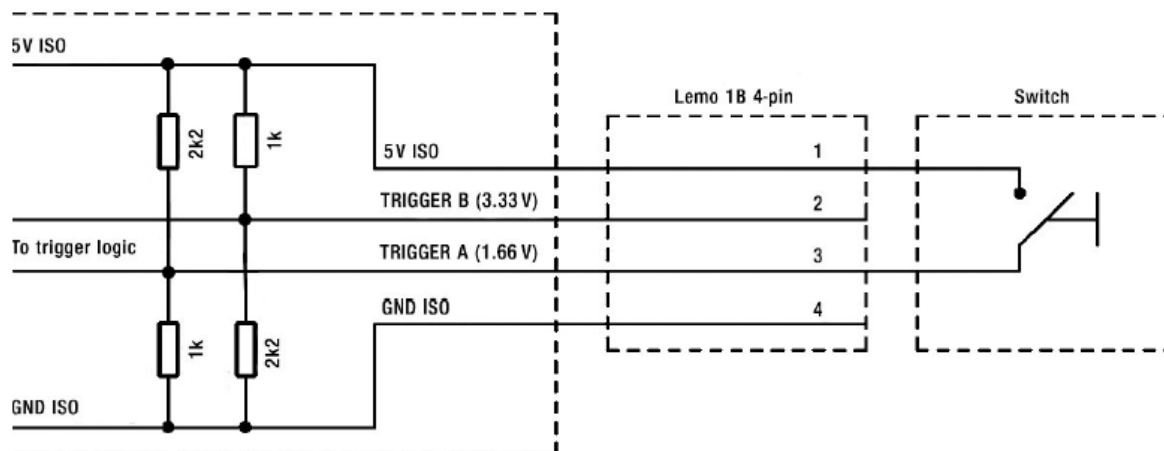 5V ISO
Lemo 1B 4-pin
Switch
2k2
1k
5V ISO
1
TRIGGER B (3.33 V)
2
To trigger logic
TRIGGER A (1.66 V)
3
GND ISO
4
1k
2k2
GND ISO